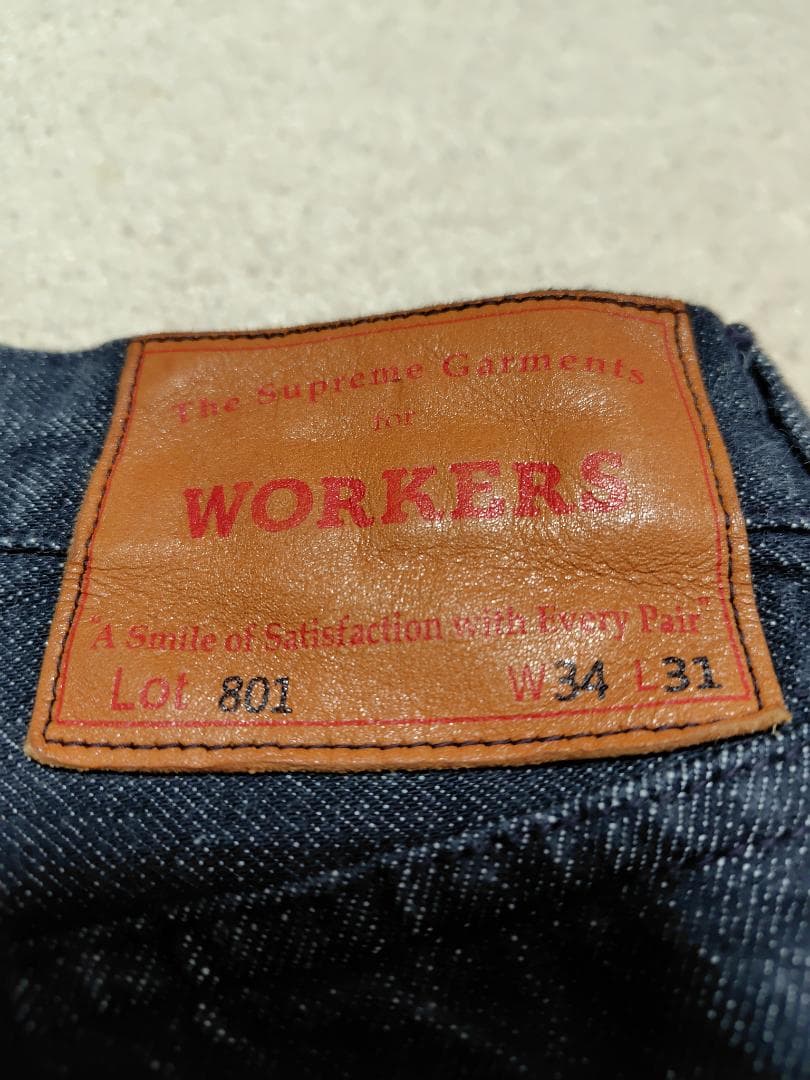 The Supreme Garments
for
WORKERS
"A Smile of Satisfaction with Every Pair"
Lot 801 W34 L31